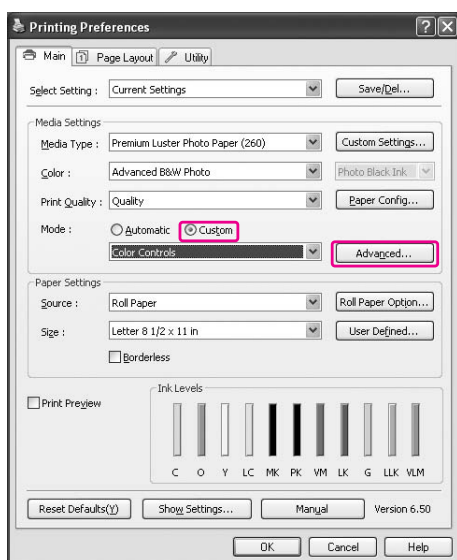 Printing Preferences
Main Page Layout Utility
Select Setting : Current Settings Save/Del...
Media Settings
Media Type : Premium Luster Photo Paper (260) Custom Settings...
Color : Advanced B&W Photo Photo Black Ink
Print Quality : Quality Paper Config...
Mode : Automatic Custom
Color Controls Advanced...
Paper Settings
Source : Roll Paper Roll Paper Option...
Size : Letter 8 1/2 x 11 in User Defined...
Borderless
Print Preview
Ink Levels
C O Y LC MK PK VM LK G LLK VLM
Reset Defaults(Y) Show Settings... Manual Version 6.50
OK Cancel Help